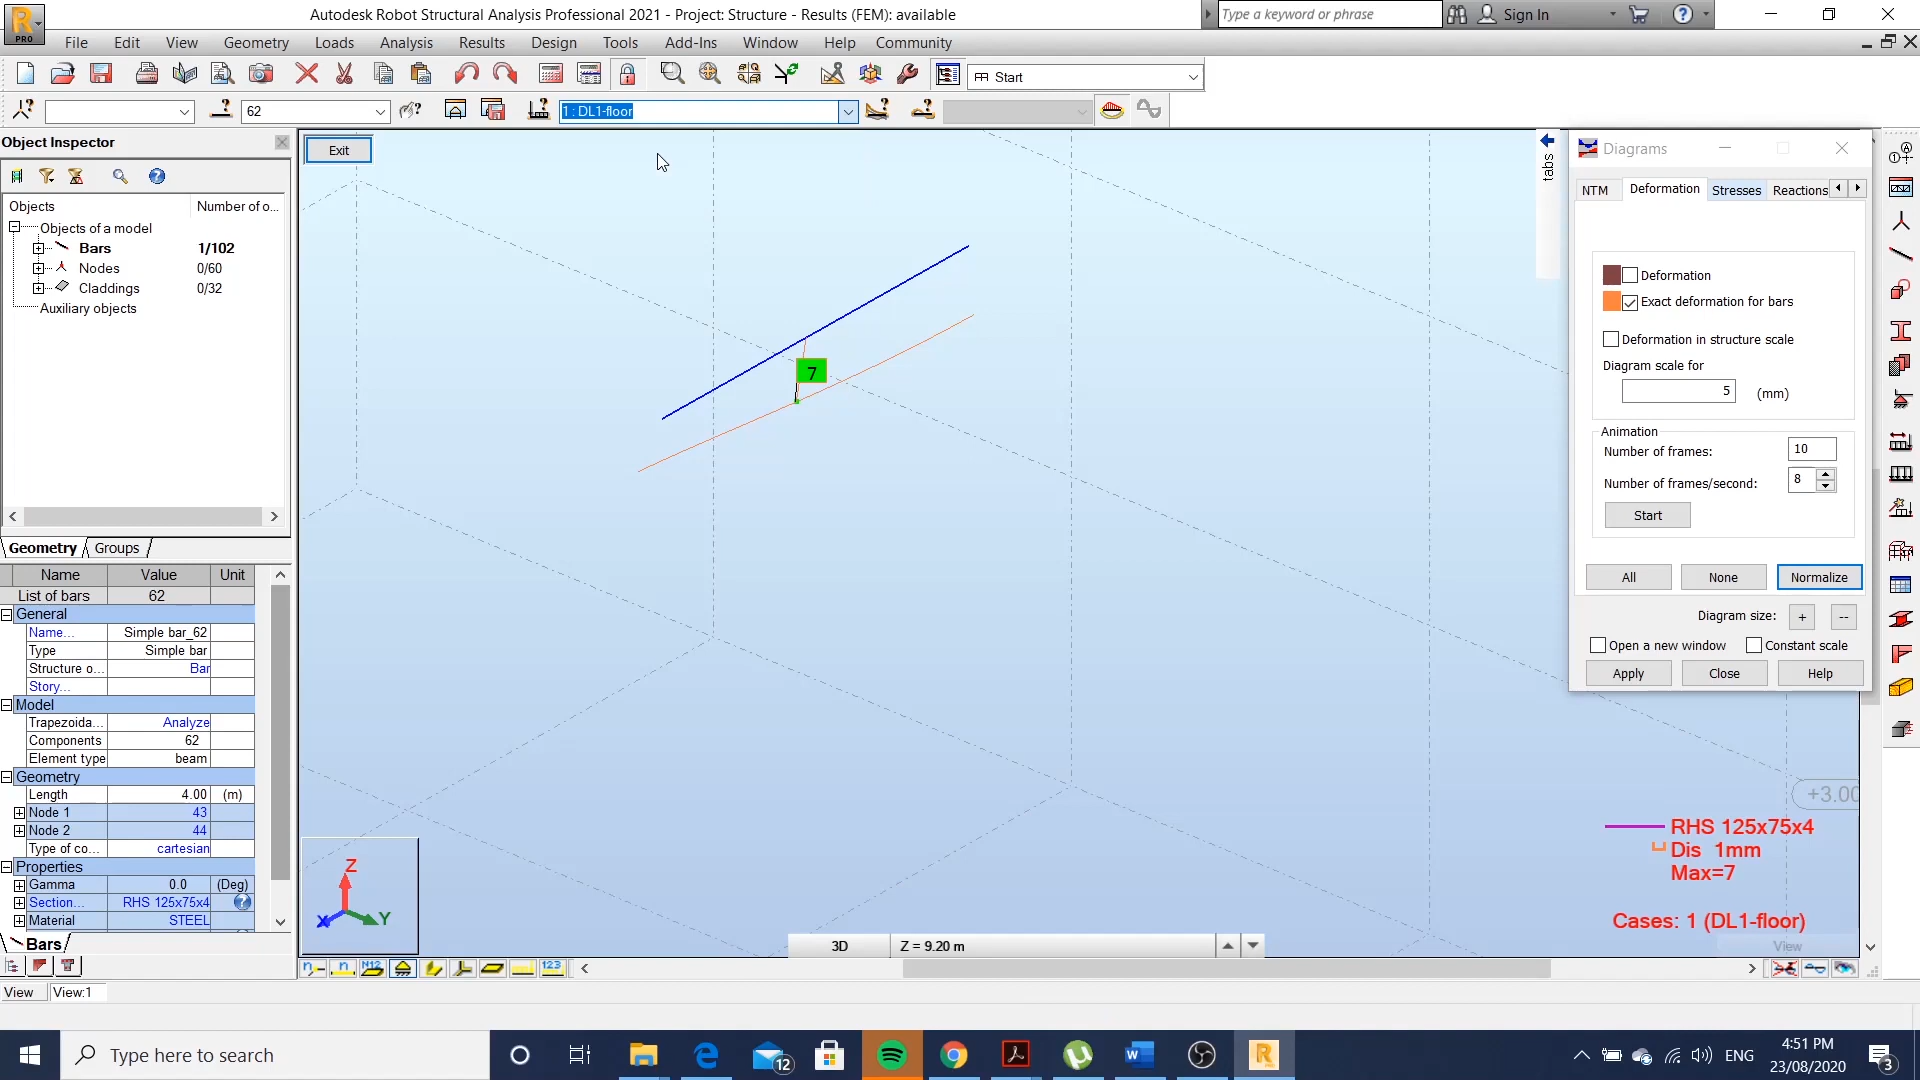 Autodesk Robot Structural Analysis Professional 2021 - Project: Structure - Results (FEM): available
Type a keyword or phrase
Sign In
PRO
File Edit View Geometry Loads Analysis Results Design Tools Add-Ins Window Help Community
Start
62
1 : DL1-floor
Object Inspector
Objects Number of o...
Objects of a model
Bars 1/102
Nodes 0/60
Claddings 0/32
Auxiliary objects
Geometry Groups
Name Value Unit
List of bars 62
General
Name... Simple bar_62
Type Simple bar
Structure o... Bar
Story...
Model
Trapezoida... Analyze
Components 62
Element type beam
Geometry
Length 4.00 (m)
Node 1 43
Node 2 44
Type of co... cartesian
Properties
Gamma 0.0 (Deg)
Section... RHS 125x75x4
Material STEEL
Bars
View View:1
Exit
7
tabs
Z
X
Y
3D Z = 9.20 m
Diagrams
NTM Deformation Stresses Reactions
Deformation
Exact deformation for bars
Deformation in structure scale
Diagram scale for
5 (mm)
Animation
Number of frames: 10
Number of frames/second: 8
Start
All None Normalize
Diagram size: + --
Open a new window Constant scale
Apply Close Help
+3.00
RHS 125x75x4
Dis 1mm
Max=7
Cases: 1 (DL1-floor)
View
Type here to search
12
ENG
4:51 PM
23/08/2020
3